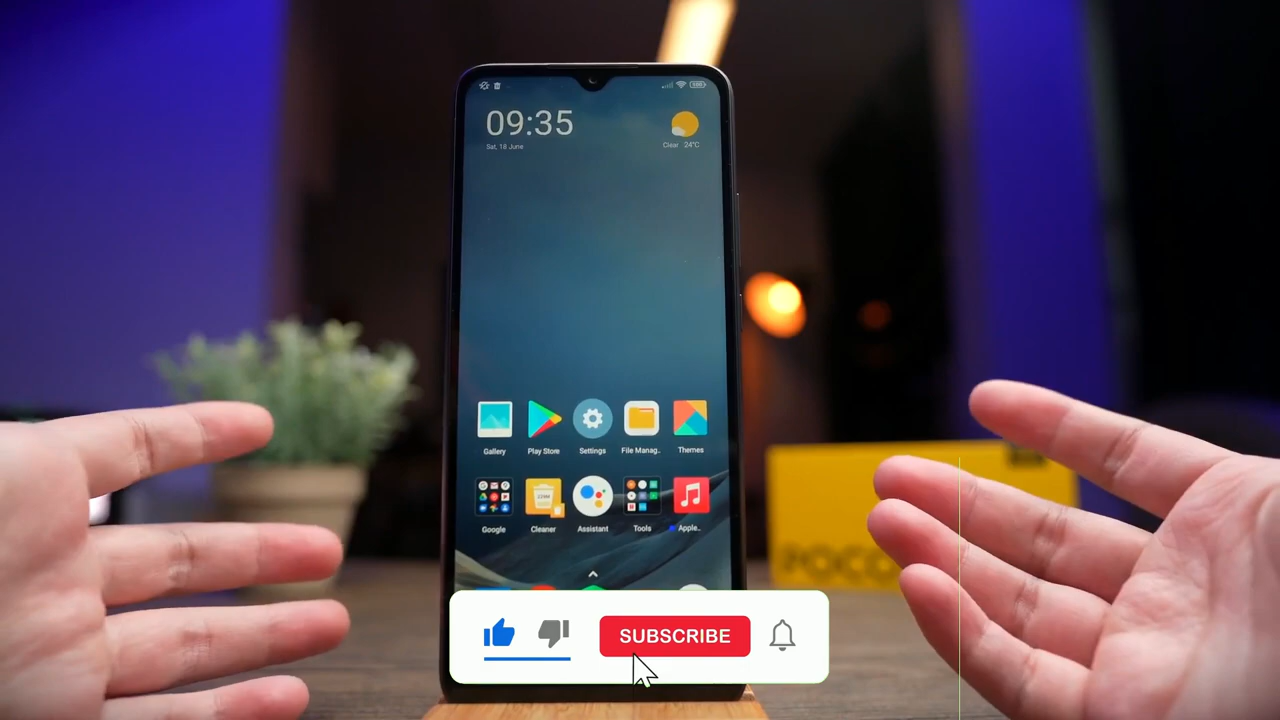 09:35
Sat, 18 June
Clear 24°C
Gallery Play Store Settings File Manag.. Themes
Google Cleaner Assistant Tools Apple..
POCO
SUBSCRIBE